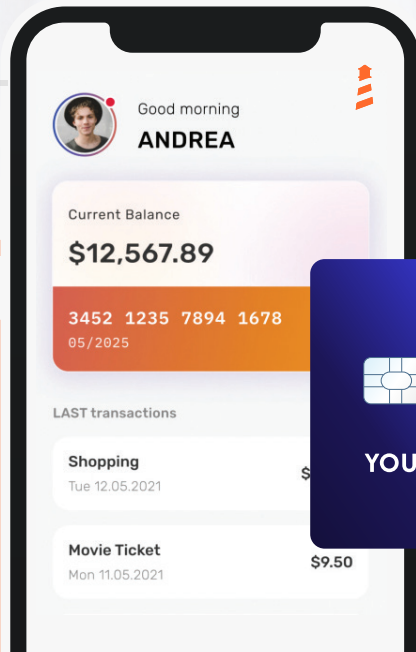 Good morning
ANDREA
Current Balance
$12,567.89
3452 1235 7894 1678
05/2025
LAST transactions
Shopping
$
Tue 12.05.2021
YOU
Movie Ticket
Mon 11.05.2021
$9.50